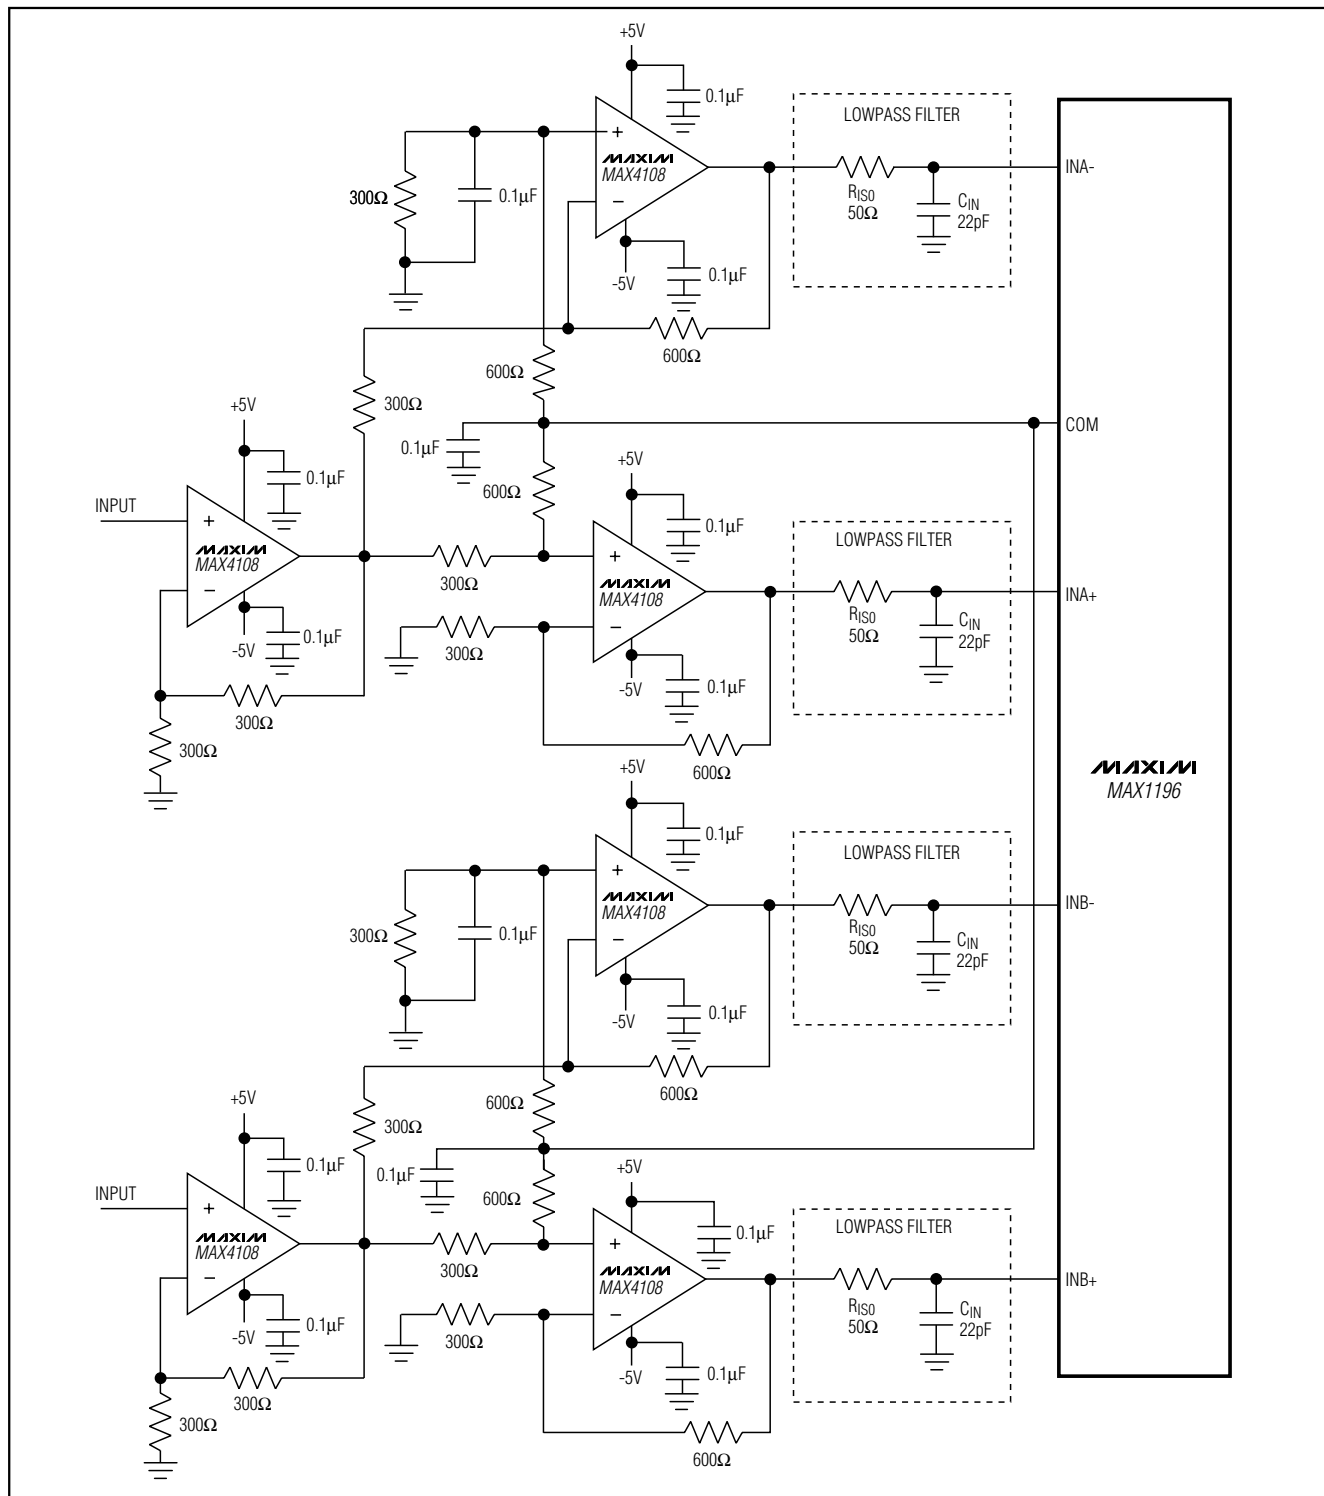 +5V
0.1µF
LOWPASS FILTER
+
MAXIM
MAX4108
−
300Ω
0.1µF
INA-
RISO
50Ω
CIN
22pF
-5V
0.1µF
600Ω
600Ω
300Ω
+5V
0.1µF
COM
0.1µF
600Ω
+5V
0.1µF
INPUT
+
MAXIM
MAX4108
−
-5V
0.1µF
300Ω
300Ω
300Ω
+
MAXIM
MAX4108
−
300Ω
-5V
0.1µF
600Ω
LOWPASS FILTER
RISO
50Ω
CIN
22pF
INA+
MAXIM
MAX1196
+5V
0.1µF
LOWPASS FILTER
+
MAXIM
MAX4108
−
300Ω
0.1µF
INB-
RISO
50Ω
CIN
22pF
-5V
0.1µF
600Ω
600Ω
300Ω
+5V
0.1µF
0.1µF
600Ω
+5V
0.1µF
INPUT
+
MAXIM
MAX4108
−
-5V
0.1µF
300Ω
300Ω
300Ω
+
MAXIM
MAX4108
−
300Ω
-5V
0.1µF
600Ω
LOWPASS FILTER
RISO
50Ω
CIN
22pF
INB+